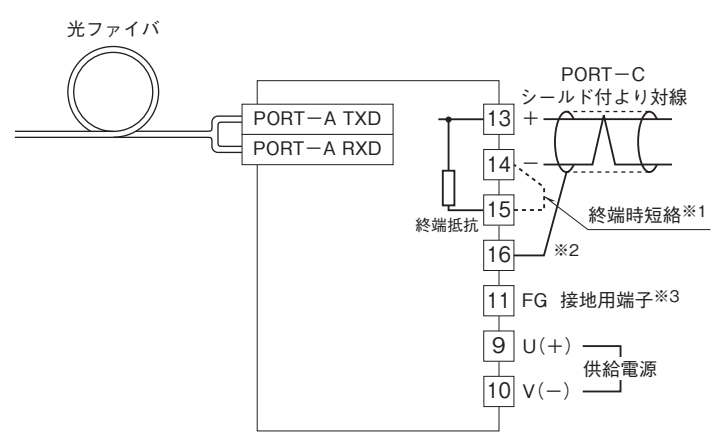 光ファイバ
PORT－A TXD
PORT－A RXD
PORT－C
シールド付より対線
13 ＋
14 －
15
終端抵抗
終端時短絡※1
16
※2
11 FG 接地用端子※3
9 U(＋)
供給電源
10 V(－)